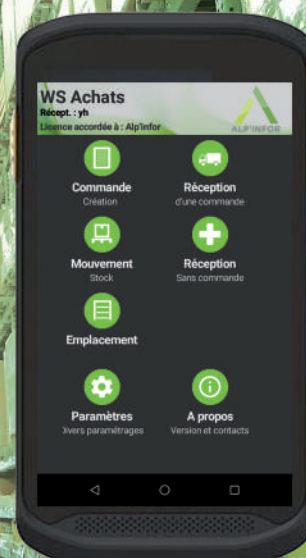 WS Achats
Récept. : yh
Licence accordée à : Alp'Infor
ALP'INFOR
Commande
Création
Réception
d'une commande
Mouvement
Stock
Réception
Sans commande
Emplacement
Paramètres
Xvers paramétrages
A propos
Version et contacts